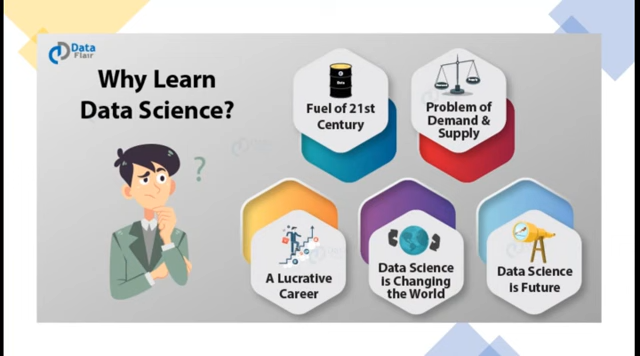 Data
Flair
Why Learn
Data Science?
Data
Fuel of 21st
Century
Problem of
Demand &
Supply
?
A Lucrative
Career
Data Science
is Changing
the World
Data Science
is Future